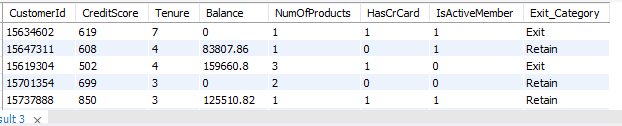 CustomerId CreditScore Tenure Balance NumOfProducts HasCrCard IsActiveMember Exit_Category
15634602 619 7 0 1 1 1 Exit
15647311 608 4 83807.86 1 0 1 Retain
15619304 502 4 159660.8 3 1 0 Exit
15701354 699 3 0 2 0 0 Retain
15737888 850 3 125510.82 1 1 1 Retain
sult 3 ×